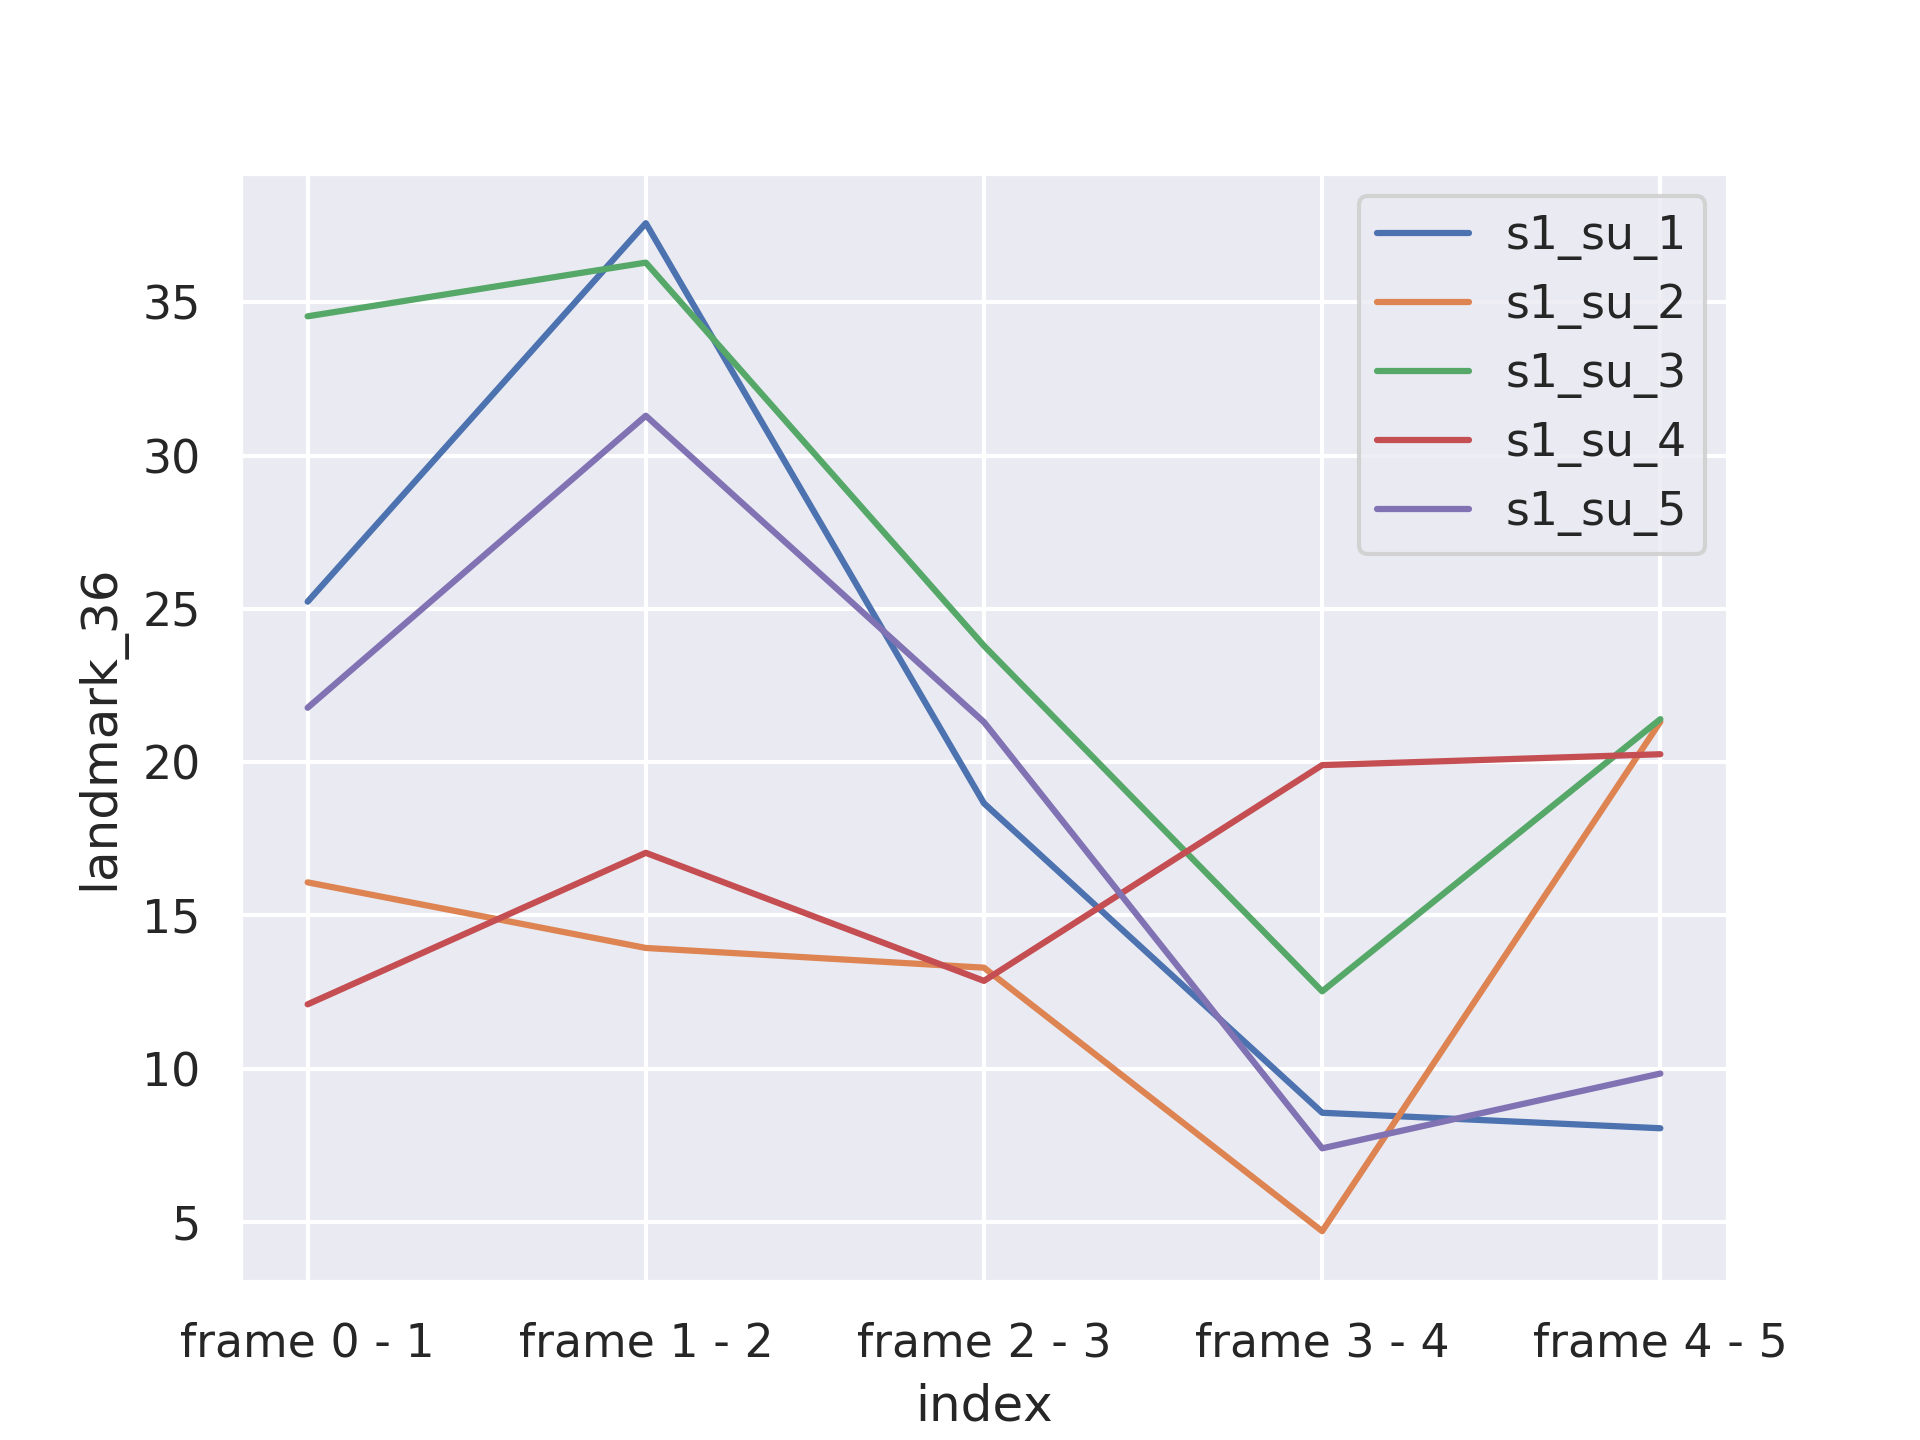 s1_su_1
s1_su_2
s1_su_3
s1_su_4
s1_su_5
landmark_36
35
30
25
20
15
10
5
frame 0 - 1 frame 1 - 2 frame 2 - 3 frame 3 - 4 frame 4 - 5
index